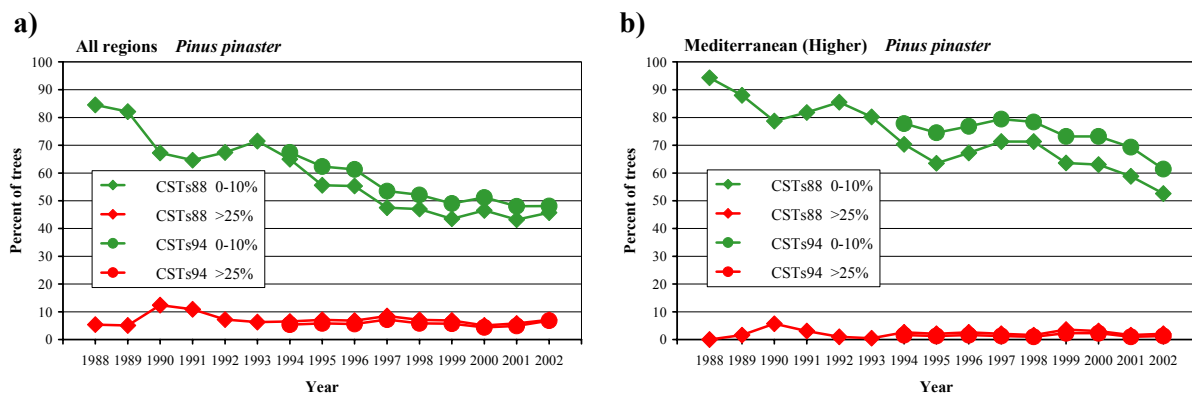 a)
All regions Pinus pinaster
Percent of trees
100
90
80
70
60
50
40
30
20
10
0
CSTs88 0-10%
CSTs88 >25%
CSTs94 0-10%
CSTs94 >25%
1988 1989 1990 1991 1992 1993 1994 1995 1996 1997 1998 1999 2000 2001 2002
Year
b)
Mediterranean (Higher) Pinus pinaster
Percent of trees
100
90
80
70
60
50
40
30
20
10
0
CSTs88 0-10%
CSTs88 >25%
CSTs94 0-10%
CSTs94 >25%
1988 1989 1990 1991 1992 1993 1994 1995 1996 1997 1998 1999 2000 2001 2002
Year